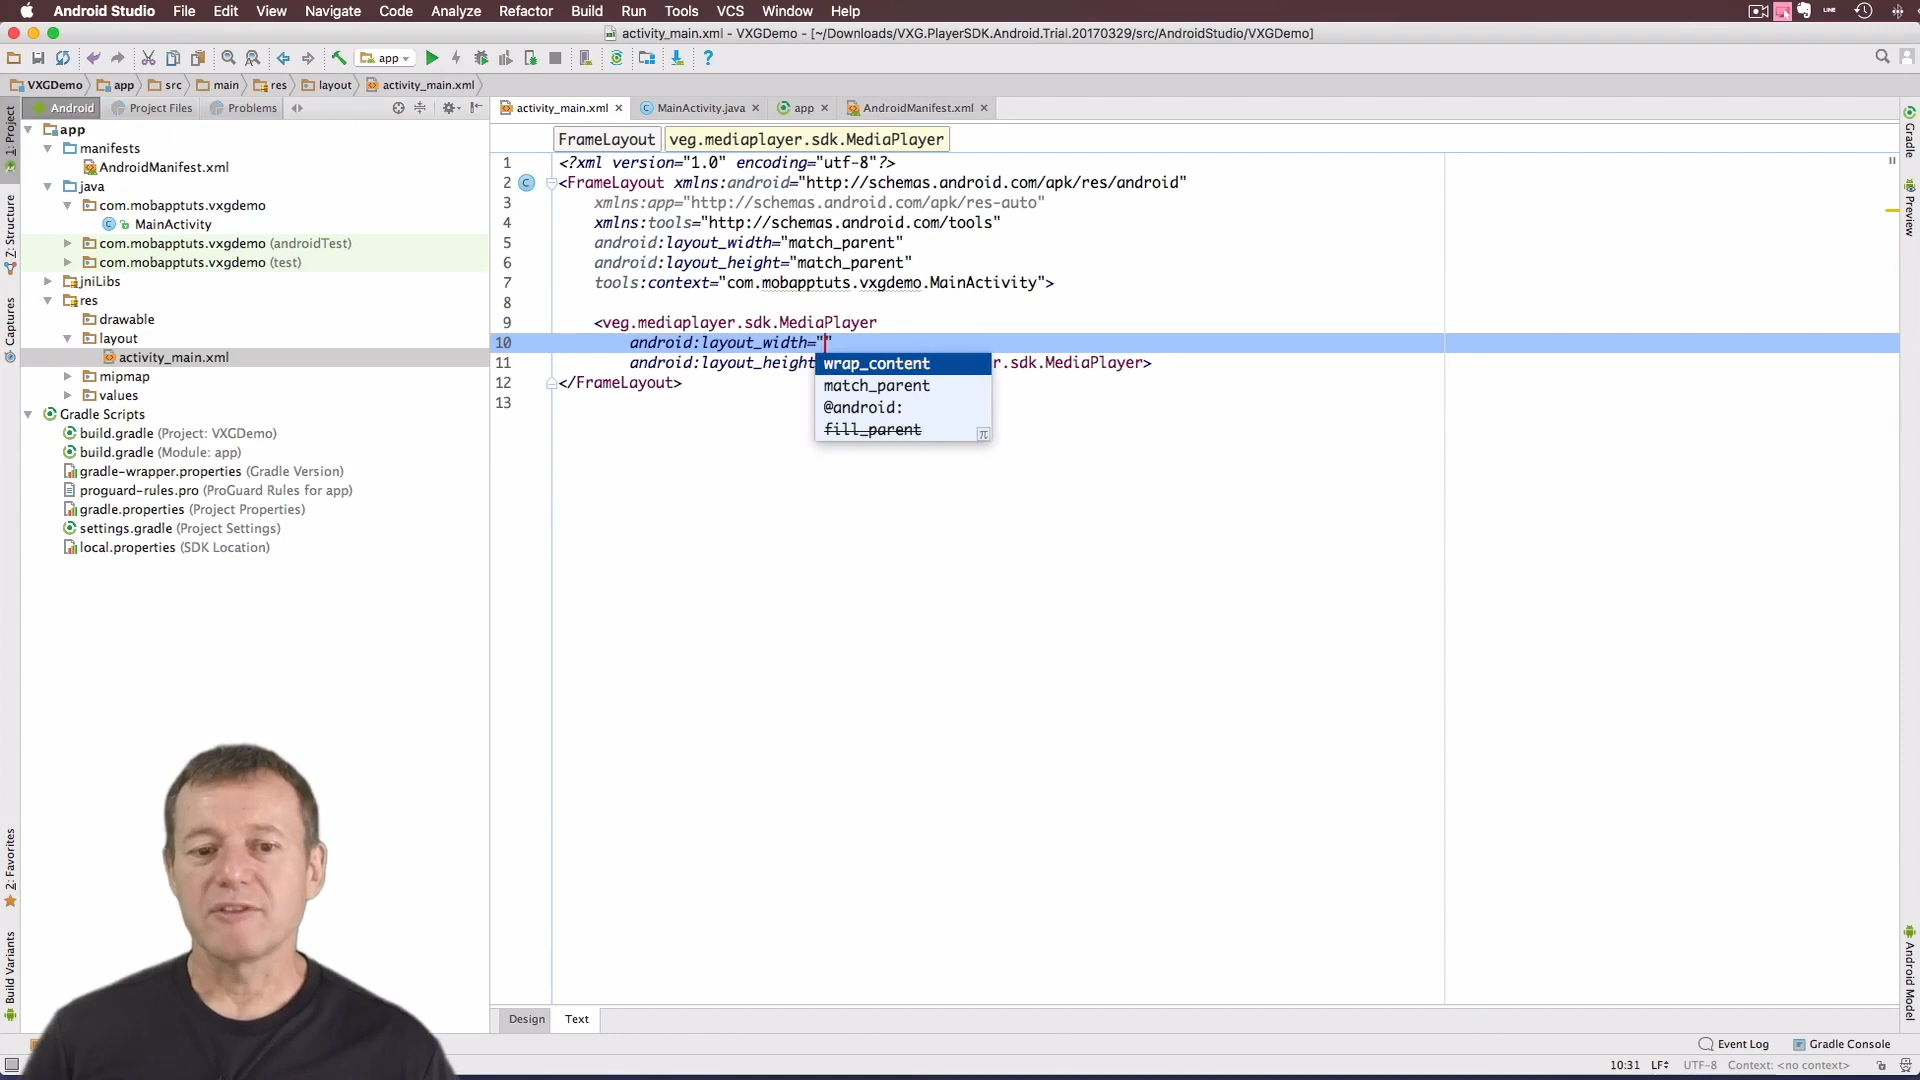 Android Studio File Edit View Navigate Code Analyze Refactor Build Run Tools VCS Window Help LINE
activity_main.xml - VXGDemo - [~/Downloads/VXG.PlayerSDK.Android.Trial.20170329/src/AndroidStudio/VXGDemo]
app
VXGDemo app src main res layout activity_main.xml
Android Project Files Problems
activity_main.xml MainActivity.java app AndroidManifest.xml
1: Project
Z: Structure
Captures
2: Favorites
Build Variants
app
manifests
AndroidManifest.xml
java
com.mobapptuts.vxgdemo
MainActivity
com.mobapptuts.vxgdemo (androidTest)
com.mobapptuts.vxgdemo (test)
jniLibs
res
drawable
layout
activity_main.xml
mipmap
values
Gradle Scripts
build.gradle (Project: VXGDemo)
build.gradle (Module: app)
gradle-wrapper.properties (Gradle Version)
proguard-rules.pro (ProGuard Rules for app)
gradle.properties (Project Properties)
settings.gradle (Project Settings)
local.properties (SDK Location)
FrameLayout veg.mediaplayer.sdk.MediaPlayer
1 <?xml version="1.0" encoding="utf-8"?>
2 <FrameLayout xmlns:android="http://schemas.android.com/apk/res/android"
3 xmlns:app="http://schemas.android.com/apk/res-auto"
4 xmlns:tools="http://schemas.android.com/tools"
5 android:layout_width="match_parent"
6 android:layout_height="match_parent"
7 tools:context="com.mobapptuts.vxgdemo.MainActivity">
8
9 <veg.mediaplayer.sdk.MediaPlayer
10 android:layout_width=""
11 android:layout_height r.sdk.MediaPlayer>
12 </FrameLayout>
13
wrap_content
match_parent
@android:
fill_parent
π
Gradle
Preview
Android Model
Design Text
Event Log Gradle Console
10:31 LF UTF-8 Context: <no context>